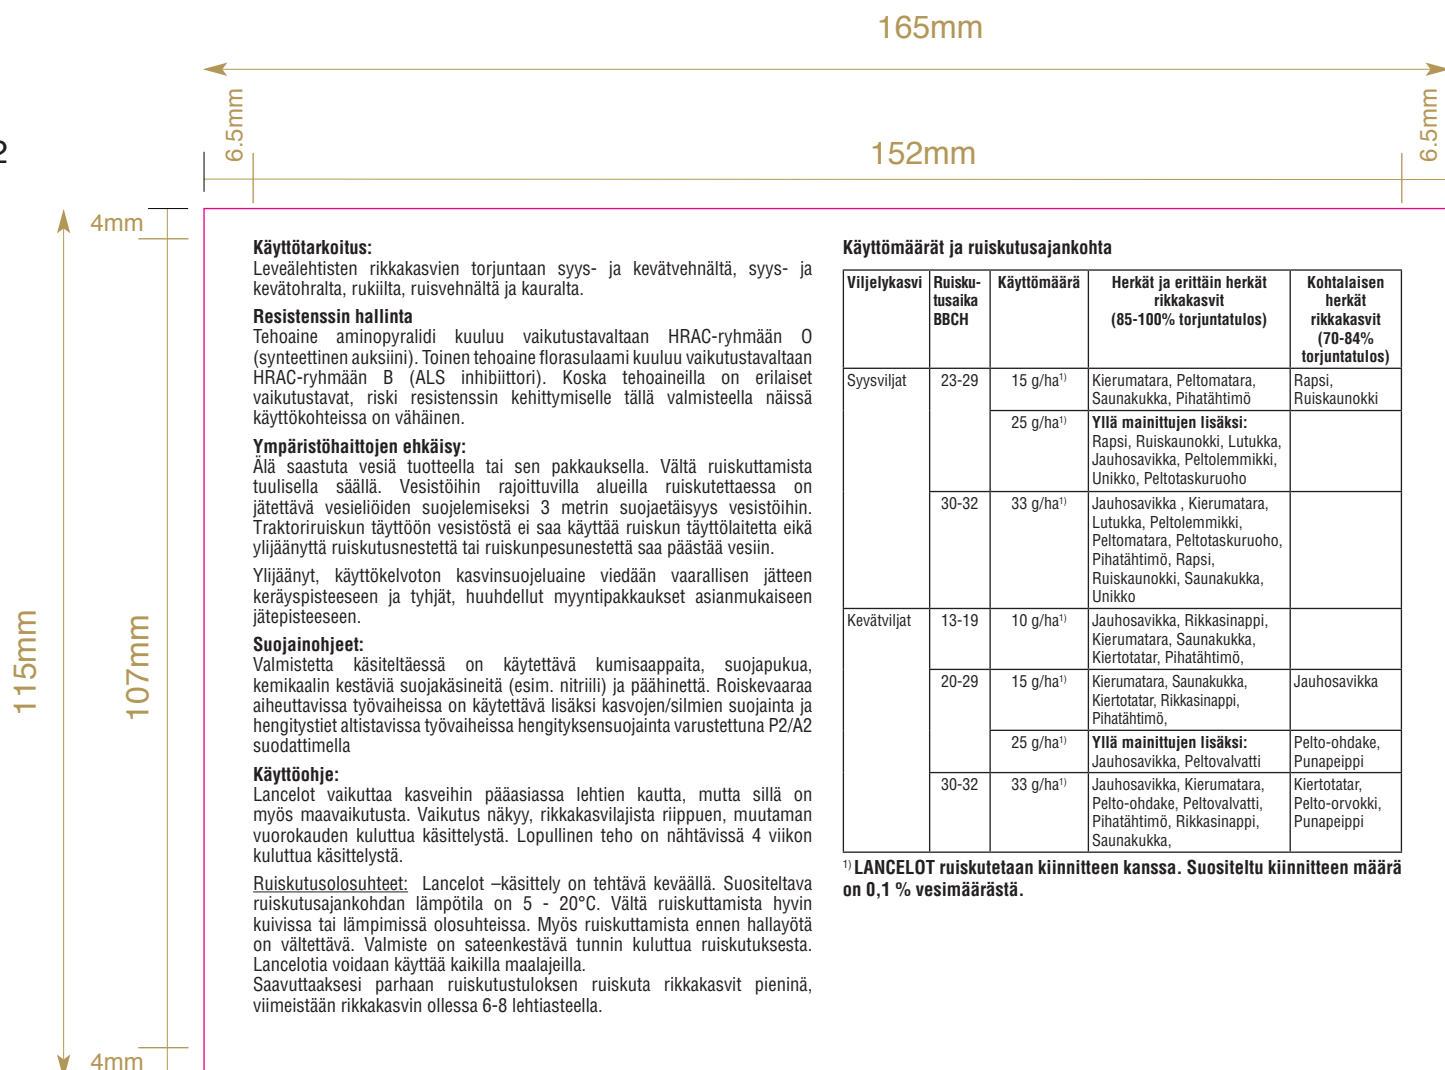 165mm
6.5mm
6.5mm
2
152mm
4mm
115mm
107mm
4mm
Käyttötarkoitus:
Leveälehtisten rikkakasvien torjuntaan syys- ja kevätvehnältä, syys- ja
kevätohralta, rukiilta, ruisvehnältä ja kauralta.
Resistenssin hallinta
Tehoaine aminopyralidi kuuluu vaikutustavaltaan HRAC-ryhmään O
(synteettinen auksiini). Toinen tehoaine florasulaami kuuluu vaikutustavaltaan
HRAC-ryhmään B (ALS inhibiittori). Koska tehoaineilla on erilaiset
vaikutustavat, riski resistenssin kehittymiselle tällä valmisteella näissä
käyttökohteissa on vähäinen.
Ympäristöhaittojen ehkäisy:
Älä saastuta vesiä tuotteella tai sen pakkauksella. Vältä ruiskuttamista
tuulisella säällä. Vesistöihin rajoittuvilla alueilla ruiskutettaessa on
jätettävä vesieliöiden suojelemiseksi 3 metrin suojaetäisyys vesistöihin.
Traktoriruiskun täyttöön vesistöstä ei saa käyttää ruiskun täyttölaitetta eikä
ylijäänyttä ruiskutusnestettä tai ruiskunpesunestettä saa päästää vesiin.
Ylijäänyt, käyttökelvoton kasvinsuojeluaine viedään vaarallisen jätteen
keräyspisteeseen ja tyhjät, huuhdellut myyntipakkaukset asianmukaiseen
jätepisteeseen.
Suojainohjeet:
Valmistetta käsiteltäessä on käytettävä kumisaappaita, suojapukua,
kemikaalin kestäviä suojakäsineitä (esim. nitriili) ja päähinettä. Roiskevaaraa
aiheuttavissa työvaiheissa on käytettävä lisäksi kasvojen/silmien suojainta ja
hengitystiet altistavissa työvaiheissa hengityksensuojainta varustettuna P2/A2
suodattimella
Käyttöohje:
Lancelot vaikuttaa kasveihin pääasiassa lehtien kautta, mutta sillä on
myös maavaikutusta. Vaikutus näkyy, rikkakasvilajista riippuen, muutaman
vuorokauden kuluttua käsittelystä. Lopullinen teho on nähtävissä 4 viikon
kuluttua käsittelystä.
Ruiskutusolosuhteet: Lancelot –käsittely on tehtävä keväällä. Suositeltava
ruiskutusajankohdan lämpötila on 5 - 20°C. Vältä ruiskuttamista hyvin
kuivissa tai lämpimissä olosuhteissa. Myös ruiskuttamista ennen hallayötä
on vältettävä. Valmiste on sateenkestävä tunnin kuluttua ruiskutuksesta.
Lancelotia voidaan käyttää kaikilla maalajeilla.
Saavuttaaksesi parhaan ruiskutustuloksen ruiskuta rikkakasvit pieninä,
viimeistään rikkakasvin ollessa 6-8 lehtiasteella.
Käyttömäärät ja ruiskutusajankohta
Viljelykasvi
Ruisku-
tusaika
BBCH
Käyttömäärä
Herkät ja erittäin herkät
rikkakasvit
(85-100% torjuntatulos)
Kohtalaisen
herkät
rikkakasvit
(70-84%
torjuntatulos)
Syysviljat
23-29
15 g/ha1)
Kierumatara, Peltomatara,
Saunakukka, Pihatähtimö
Rapsi,
Ruiskaunokki
25 g/ha1)
Yllä mainittujen lisäksi:
Rapsi, Ruiskaunokki, Lutukka,
Jauhosavikka, Peltolemmikki,
Unikko, Peltotaskuruoho
30-32
33 g/ha1)
Jauhosavikka , Kierumatara,
Lutukka, Peltolemmikki,
Peltomatara, Peltotaskuruoho,
Pihatähtimö, Rapsi,
Ruiskaunokki, Saunakukka,
Unikko
Kevätviljat
13-19
10 g/ha1)
Jauhosavikka, Rikkasinappi,
Kierumatara, Saunakukka,
Kiertotatar, Pihatähtimö,
20-29
15 g/ha1)
Kierumatara, Saunakukka,
Kiertotatar, Rikkasinappi,
Pihatähtimö,
Jauhosavikka
25 g/ha1)
Yllä mainittujen lisäksi:
Jauhosavikka, Peltovalvatti
Pelto-ohdake,
Punapeippi
30-32
33 g/ha1)
Jauhosavikka, Kierumatara,
Pelto-ohdake, Peltovalvatti,
Pihatähtimö, Rikkasinappi,
Saunakukka,
Kiertotatar,
Pelto-orvokki,
Punapeippi
1) LANCELOT ruiskutetaan kiinnitteen kanssa. Suositeltu kiinnitteen määrä
on 0,1 % vesimäärästä.